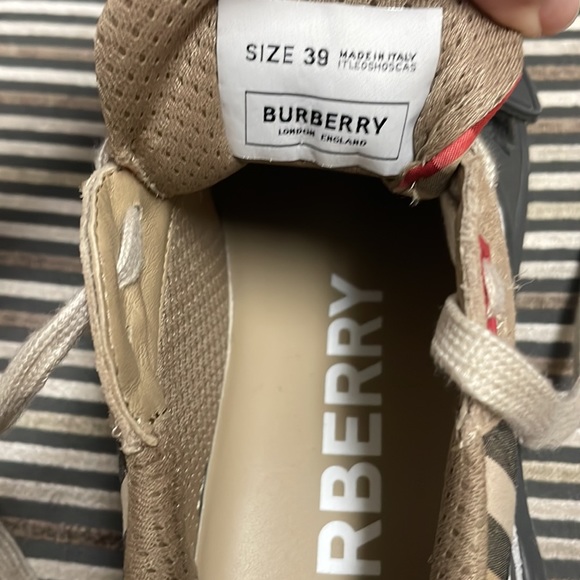 SIZE 39
MADE IN ITALY
ITLEOSHOSCAS
BURBERRY
LONDON ENGLAND
RBERRY